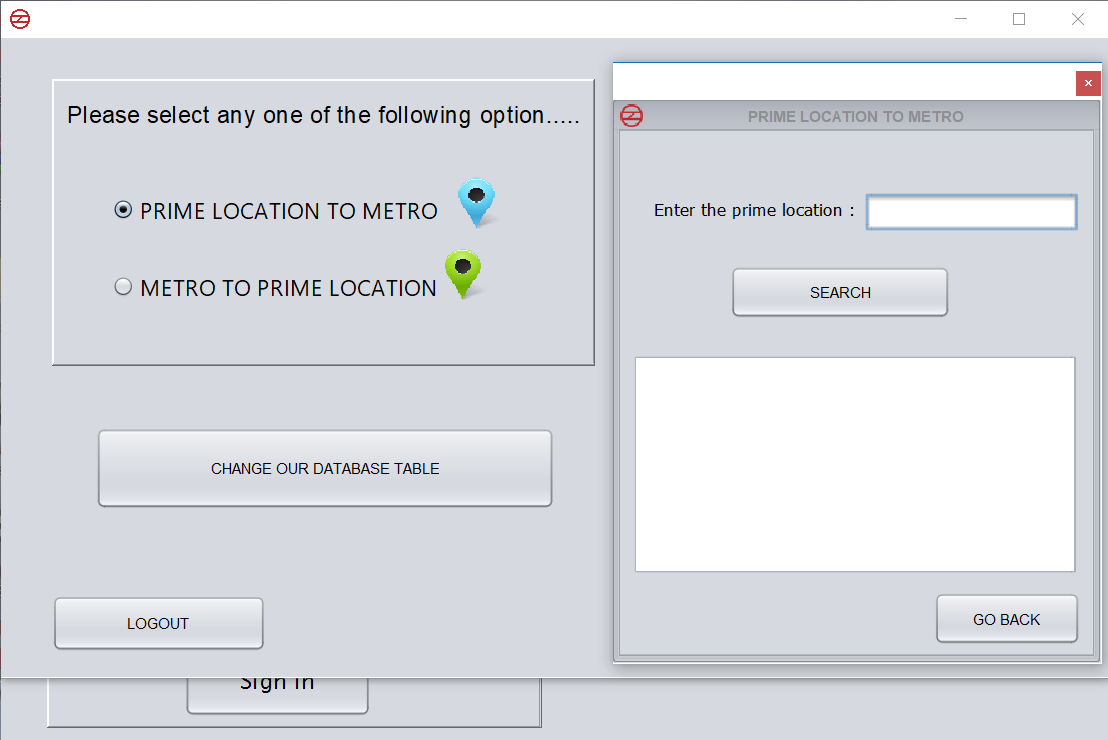 Please select any one of the following option.....
PRIME LOCATION TO METRO
METRO TO PRIME LOCATION
CHANGE OUR DATABASE TABLE
LOGOUT
Sign In
PRIME LOCATION TO METRO
Enter the prime location :
SEARCH
GO BACK